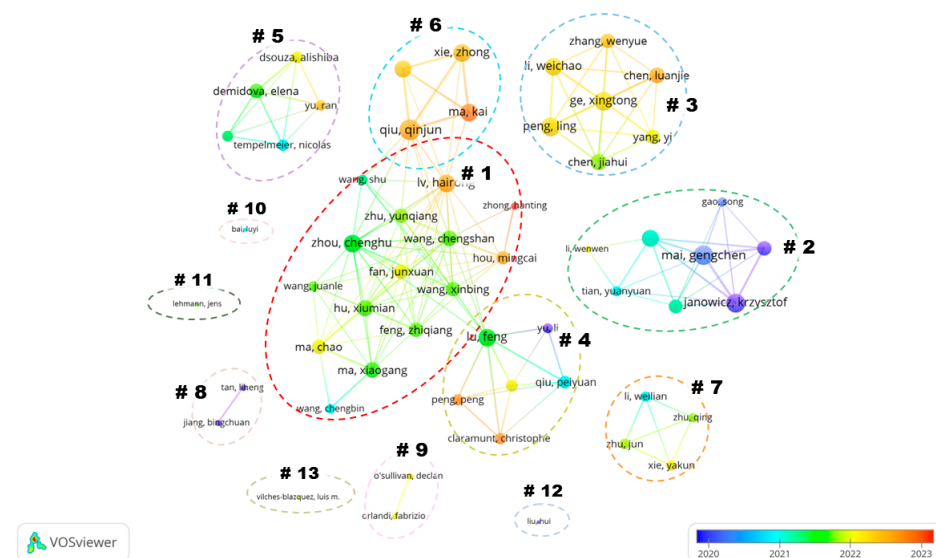 # 6
# 5
xie, zhong
zhang, wenyue
dsouza, alishiba
li, weichao
chen, luanjie
demidova, elena
ge, xingtong
# 3
yu, ran
ma, kai
peng, ling
qiu, qinjun
yang, yj
tempelmeier, nicolas
chen, jiahui
wang, shu
# 1
gao, song
# 10
zhu, yunqiang
zhong, hanting
bai, luyi
zhou, chenghu
wang, chengshan
# 2
li, wenwen
mai, gengchen
hou, mingcai
# 11
fan, junxuan
wang, juanle
wang, xinbing
tian, yuanyuan
lehmann, jens
hu, xiumian
janowicz, krzysztof
feng, zhiqiang
lu, feng
yu, li
# 4
ma, chao
ma, xiaogang
qiu, peiyuan
# 8
tan, liheng
# 7
li, weilian
peng, peng
wang, chengbin
jiang, bingchuan
zhu, qing
claramunt, christophe
zhu, jun
# 9
xie, yakun
# 13
o'sullivan, declan
vilches-blazquez, luis m.
# 12
orlandi, fabrizio
liu, hui
VOSviewer
2020 2021 2022 2023